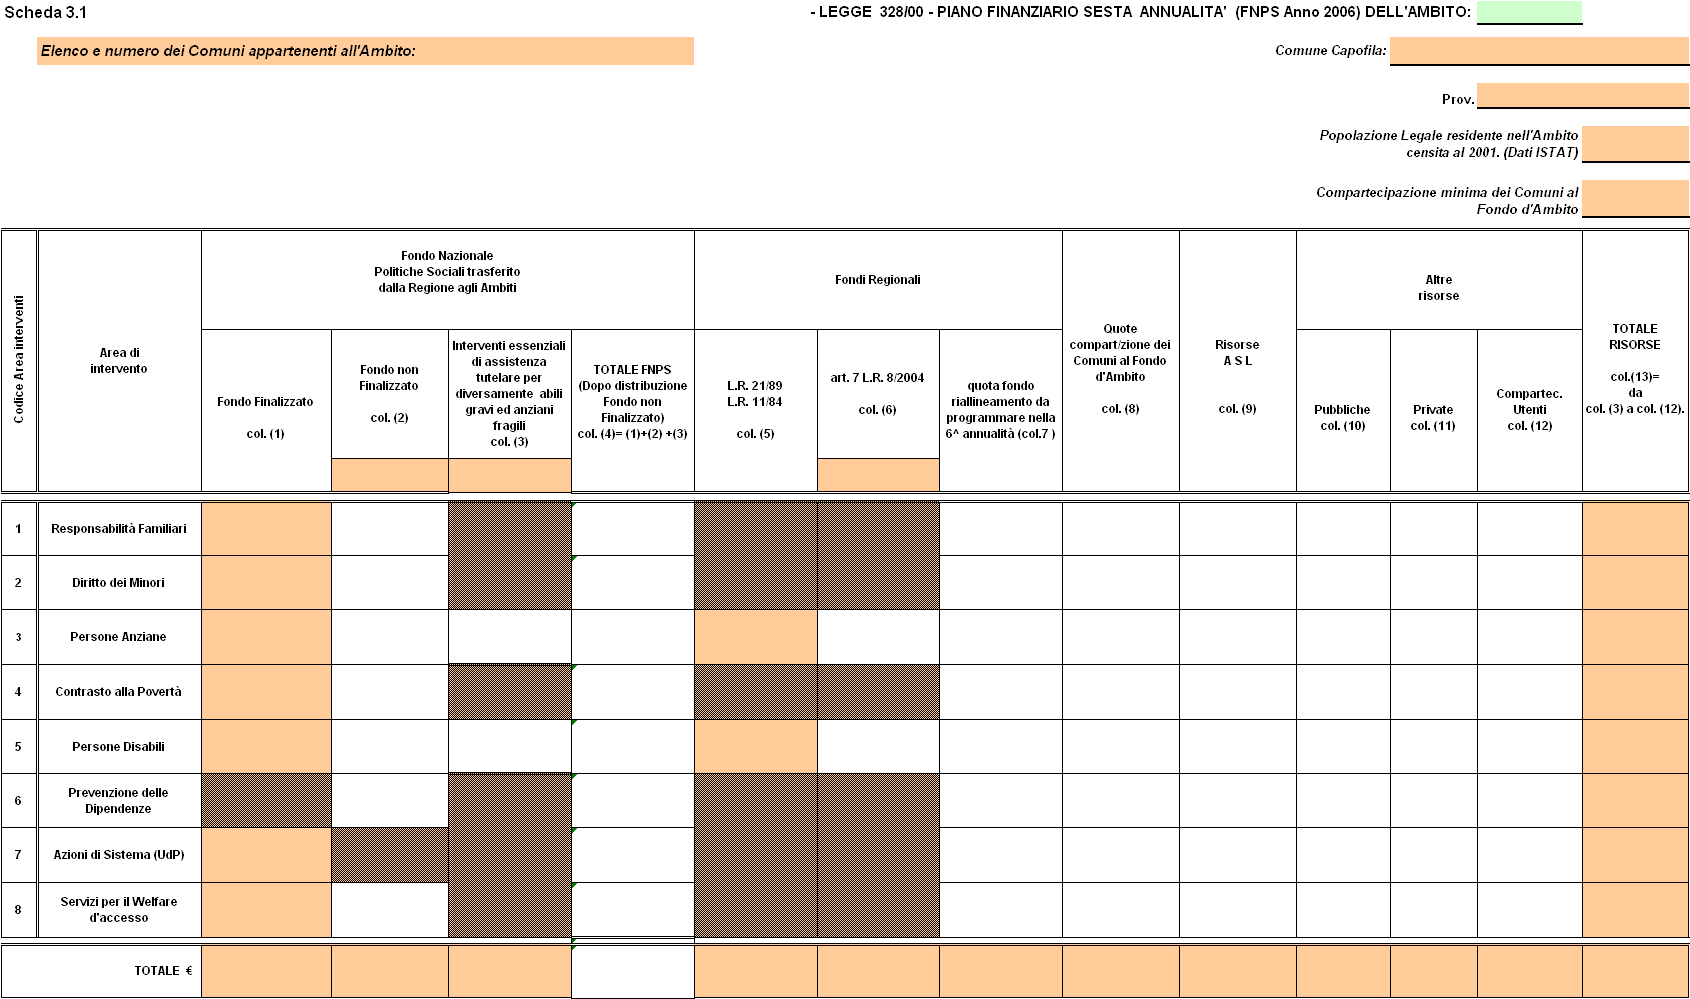 Scheda 3.1
- LEGGE 328/00 - PIANO FINANZIARIO SESTA ANNUALITA' (FNPS Anno 2006) DELL'AMBITO:
Elenco e numero dei Comuni appartenenti all'Ambito:
Comune Capofila:
Prov.
Popolazione Legale residente nell'Ambito
censita al 2001. (Dati ISTAT)
Compartecipazione minima dei Comuni al
Fondo d'Ambito
Codice Area interventi
Area di
intervento
Fondo Nazionale
Politiche Sociali trasferito
dalla Regione agli Ambiti
Fondo Finalizzato
col. (1)
Fondo non
Finalizzato
col. (2)
Interventi essenziali
di assistenza
tutelare per
diversamente abili
gravi ed anziani
fragili
col. (3)
TOTALE FNPS
(Dopo distribuzione
Fondo non
Finalizzato)
col. (4)= (1)+(2) +(3)
Fondi Regionali
L.R. 21/89
L.R. 11/84
col. (5)
art. 7 L.R. 8/2004
col. (6)
quota fondo
riallineamento da
programmare nella
6^ annualità (col.7 )
Quote
compart/zione dei
Comuni al Fondo
d'Ambito
col. (8)
Risorse
A S L
col. (9)
Altre
risorse
Pubbliche
col. (10)
Private
col. (11)
Compartec.
Utenti
col. (12)
TOTALE
RISORSE
col.(13)=
da
col. (3) a col. (12).
1 Responsabilità Familiari
2 Diritto dei Minori
3 Persone Anziane
4 Contrasto alla Povertà
5 Persone Disabili
6 Prevenzione delle
Dipendenze
7 Azioni di Sistema (UdP)
8 Servizi per il Welfare
d'accesso
TOTALE €